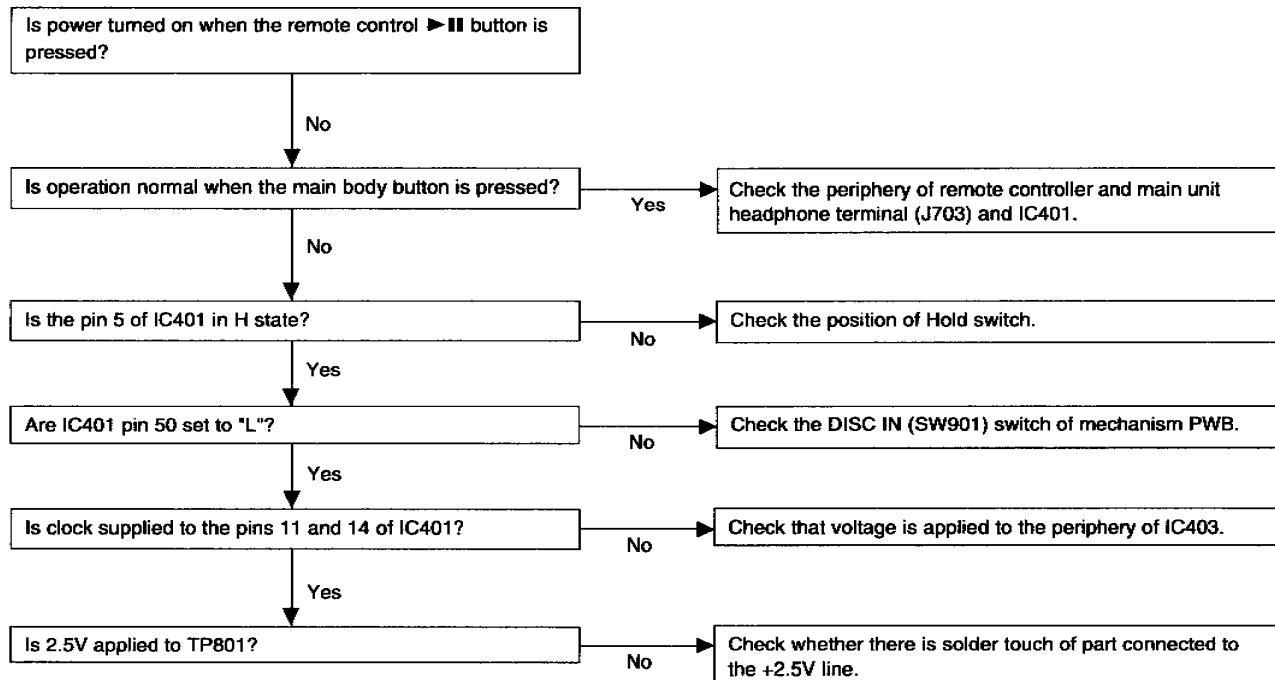 Is power turned on when the remote control ►II button is
pressed?
No
Is operation normal when the main body button is pressed?
Yes
Check the periphery of remote controller and main unit
headphone terminal (J703) and IC401.
No
Is the pin 5 of IC401 in H state?
No
Check the position of Hold switch.
Yes
Are IC401 pin 50 set to "L"?
No
Check the DISC IN (SW901) switch of mechanism PWB.
Yes
Is clock supplied to the pins 11 and 14 of IC401?
No
Check that voltage is applied to the periphery of IC403.
Yes
Is 2.5V applied to TP801?
No
Check whether there is solder touch of part connected to
the +2.5V line.